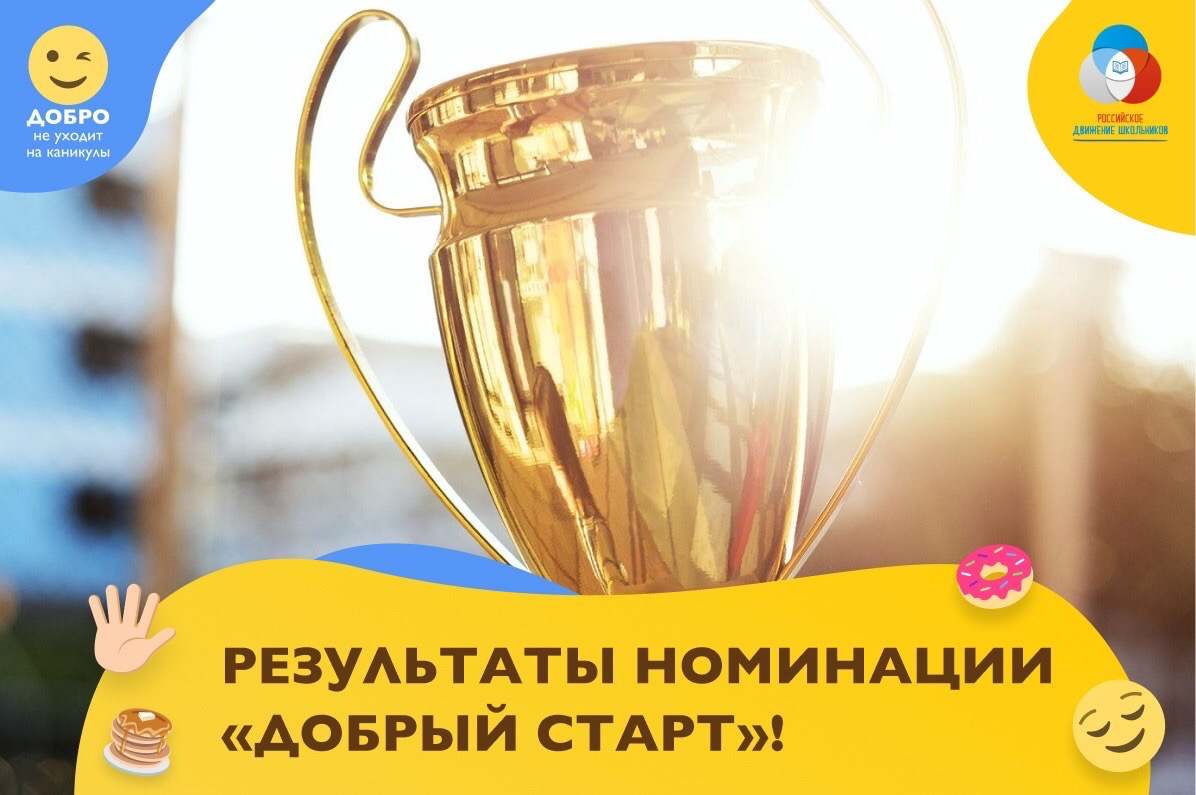 ДОБРО
не уходит
на каникулы
РОССИЙСКОЕ
ДВИЖЕНИЕ ШКОЛЬНИКОВ
РЕЗУЛЬТАТЫ НОМИНАЦИИ
«ДОБРЫЙ СТАРТ»!